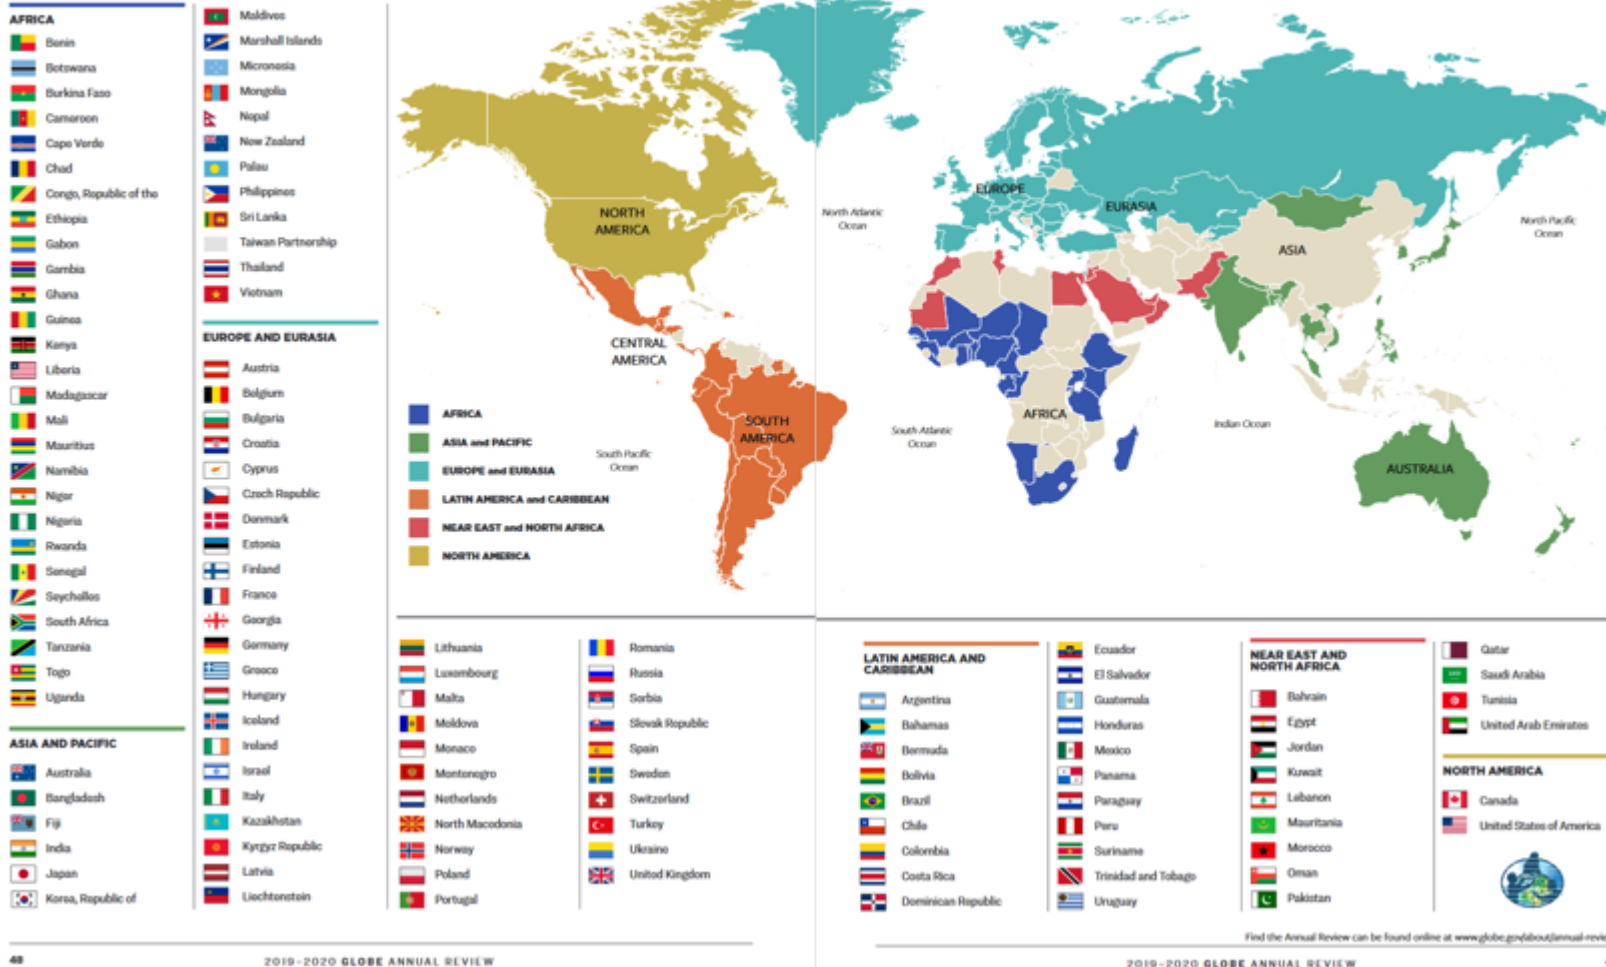 AFRICA
Benin
Botswana
Burkina Faso
Cameroon
Cape Verde
Chad
Congo, Republic of the
Ethiopia
Gabon
Gambia
Ghana
Guinea
Kenya
Liberia
Madagascar
Mali
Mauritius
Namibia
Niger
Nigeria
Rwanda
Senegal
Seychelles
South Africa
Tanzania
Togo
Uganda
ASIA AND PACIFIC
Australia
Bangladesh
Fiji
India
Japan
Korea, Republic of
Maldives
Marshall Islands
Micronesia
Mongolia
Nepal
New Zealand
Palau
Philippines
Sri Lanka
Taiwan Partnership
Thailand
Vietnam
EUROPE AND EURASIA
Austria
Belgium
Bulgaria
Croatia
Cyprus
Czech Republic
Denmark
Estonia
Finland
France
Georgia
Germany
Greece
Hungary
Iceland
Ireland
Israel
Italy
Kazakhstan
Kyrgyz Republic
Latvia
Liechtenstein
NORTH
AMERICA
CENTRAL
AMERICA
SOUTH
AMERICA
EUROPE
EURASIA
ASIA
AFRICA
AUSTRALIA
North Atlantic
Ocean
North Pacific
Ocean
South Pacific
Ocean
South Atlantic
Ocean
Indian Ocean
AFRICA
ASIA and PACIFIC
EUROPE and EURASIA
LATIN AMERICA and CARIBBEAN
NEAR EAST and NORTH AFRICA
NORTH AMERICA
Lithuania
Luxembourg
Malta
Moldova
Monaco
Montenegro
Netherlands
North Macedonia
Norway
Poland
Portugal
Romania
Russia
Serbia
Slovak Republic
Spain
Sweden
Switzerland
Turkey
Ukraine
United Kingdom
LATIN AMERICA AND
CARIBBEAN
Argentina
Bahamas
Bermuda
Bolivia
Brazil
Chile
Colombia
Costa Rica
Dominican Republic
Ecuador
El Salvador
Guatemala
Honduras
Mexico
Panama
Paraguay
Peru
Suriname
Trinidad and Tobago
Uruguay
NEAR EAST AND
NORTH AFRICA
Bahrain
Egypt
Jordan
Kuwait
Lebanon
Mauritania
Morocco
Oman
Pakistan
Qatar
Saudi Arabia
Tunisia
United Arab Emirates
NORTH AMERICA
Canada
United States of America
Find the Annual Review can be found online at www.globe.gov/about/annual-revie
48
2019-2020 GLOBE ANNUAL REVIEW
2019-2020 GLOBE ANNUAL REVIEW